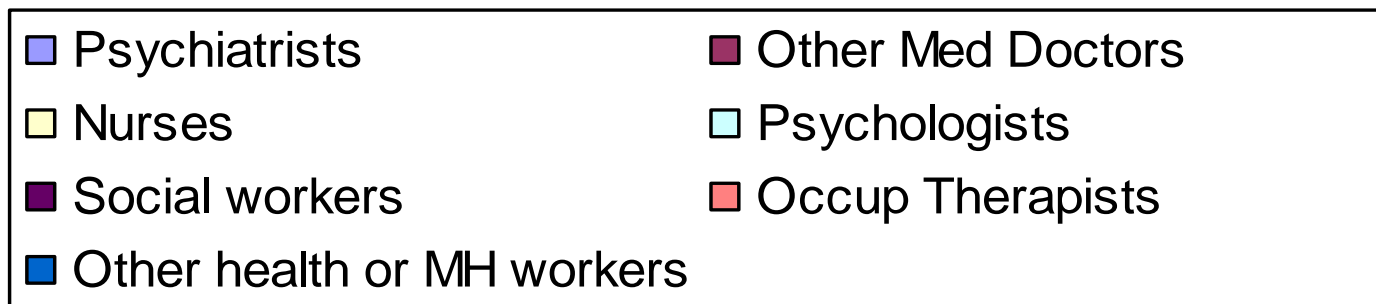 Psychiatrists
Other Med Doctors
Nurses
Psychologists
Social workers
Occup Therapists
Other health or MH workers